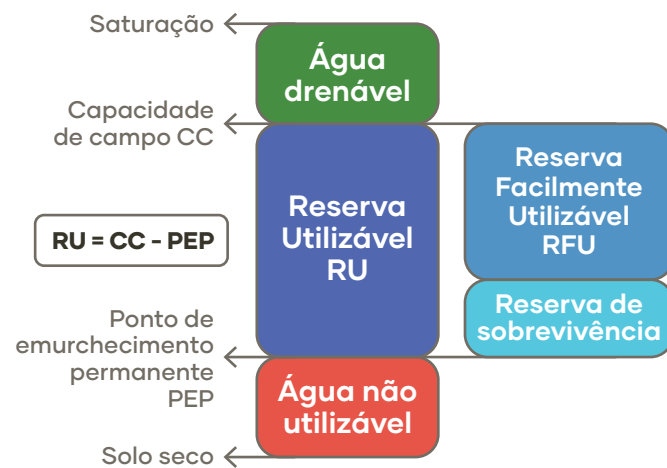 Saturação
Água
drenável
Capacidade
de campo CC
Reserva
Utilizável
RU
Reserva
Facilmente
Utilizável
RFU
RU = CC - PEP
Reserva de
sobrevivência
Ponto de
emurchecimento
permanente
PEP
Água não
utilizável
Solo seco